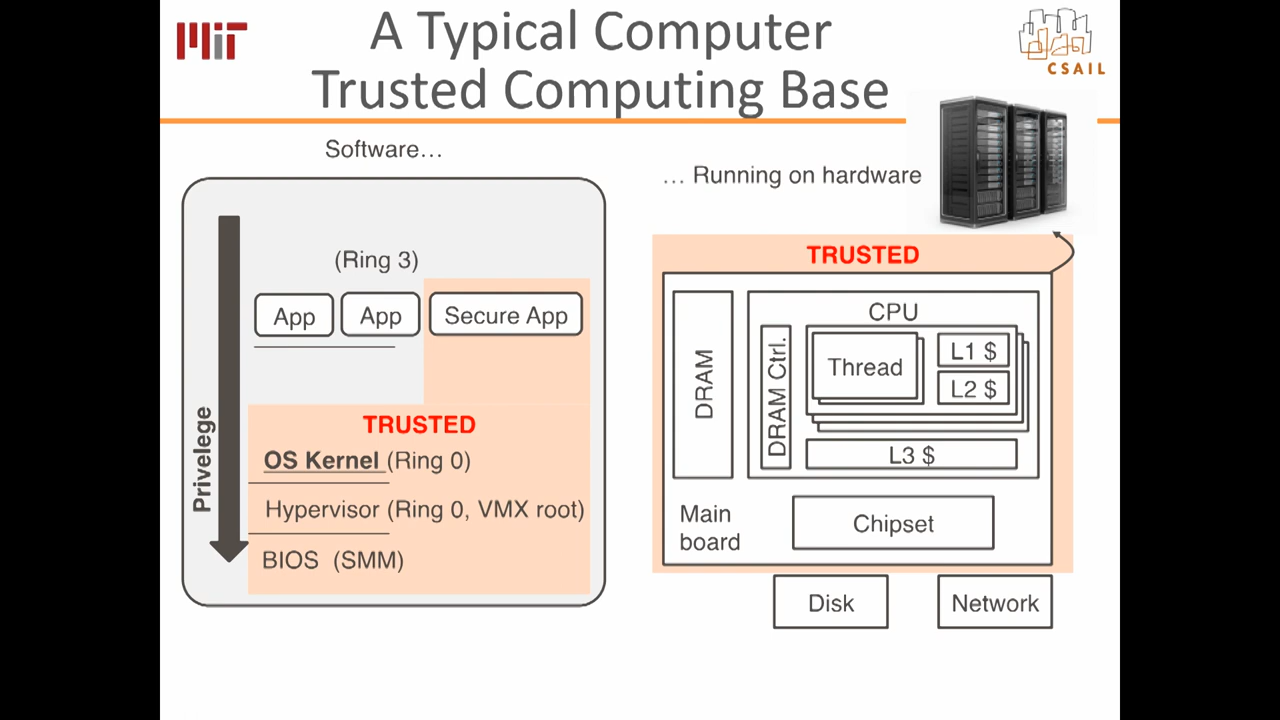 MIT
A Typical Computer
Trusted Computing Base
CSAIL
Software…
… Running on hardware
(Ring 3)
App
App
Secure App
Privelege
TRUSTED
OS Kernel (Ring 0)
Hypervisor (Ring 0, VMX root)
BIOS (SMM)
TRUSTED
DRAM
CPU
DRAM Ctrl.
Thread
L1 $
L2 $
L3 $
Main
board
Chipset
Disk
Network